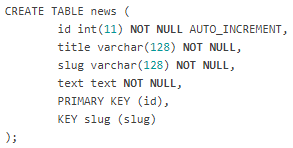 CREATE TABLE news (
        id int(11) NOT NULL AUTO_INCREMENT,
        title varchar(128) NOT NULL,
        slug varchar(128) NOT NULL,
        text text NOT NULL,
        PRIMARY KEY (id),
        KEY slug (slug)
);